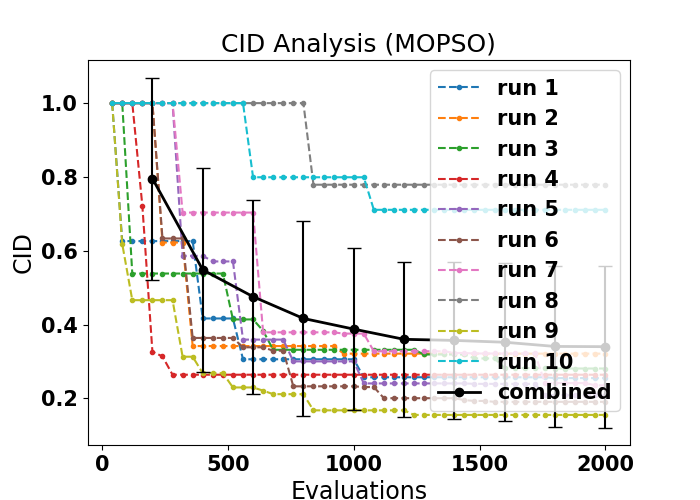 CID Analysis (MOPSO)
CID
1.0
0.8
0.6
0.4
0.2
0
500
1000
1500
2000
Evaluations
run 1
run 2
run 3
run 4
run 5
run 6
run 7
run 8
run 9
run 10
combined